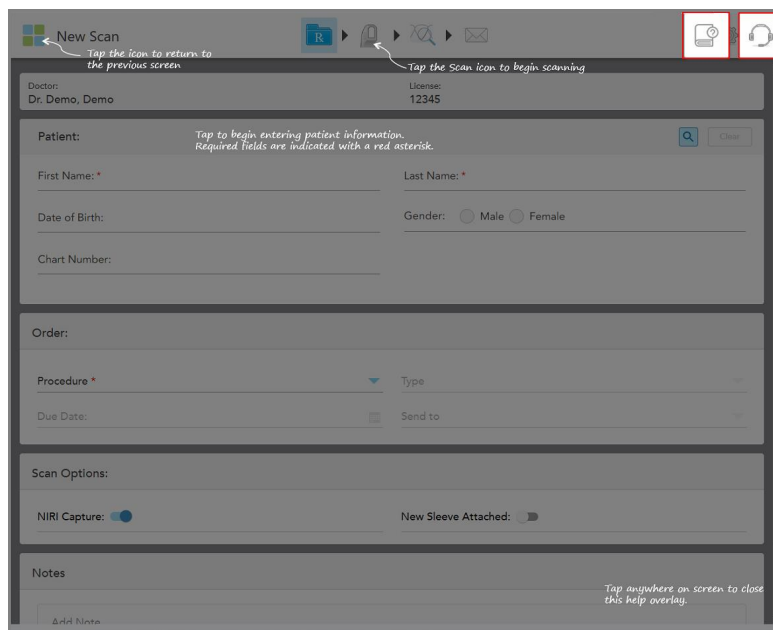 New Scan
R
Tap the icon to return to
the previous screen
Tap the Scan icon to begin scanning
Doctor:
License:
Dr. Demo, Demo
12345
Patient:
Tap to begin entering patient information.
Required fields are indicated with a red asterisk.
Clear
First Name: *
Last Name: *
Date of Birth:
Gender: Male Female
Chart Number:
Order:
Procedure *
Type
Due Date:
Send to
Scan Options:
NIRI Capture:
New Sleeve Attached:
Notes
Tap anywhere on screen to close
this help overlay.
Add Note